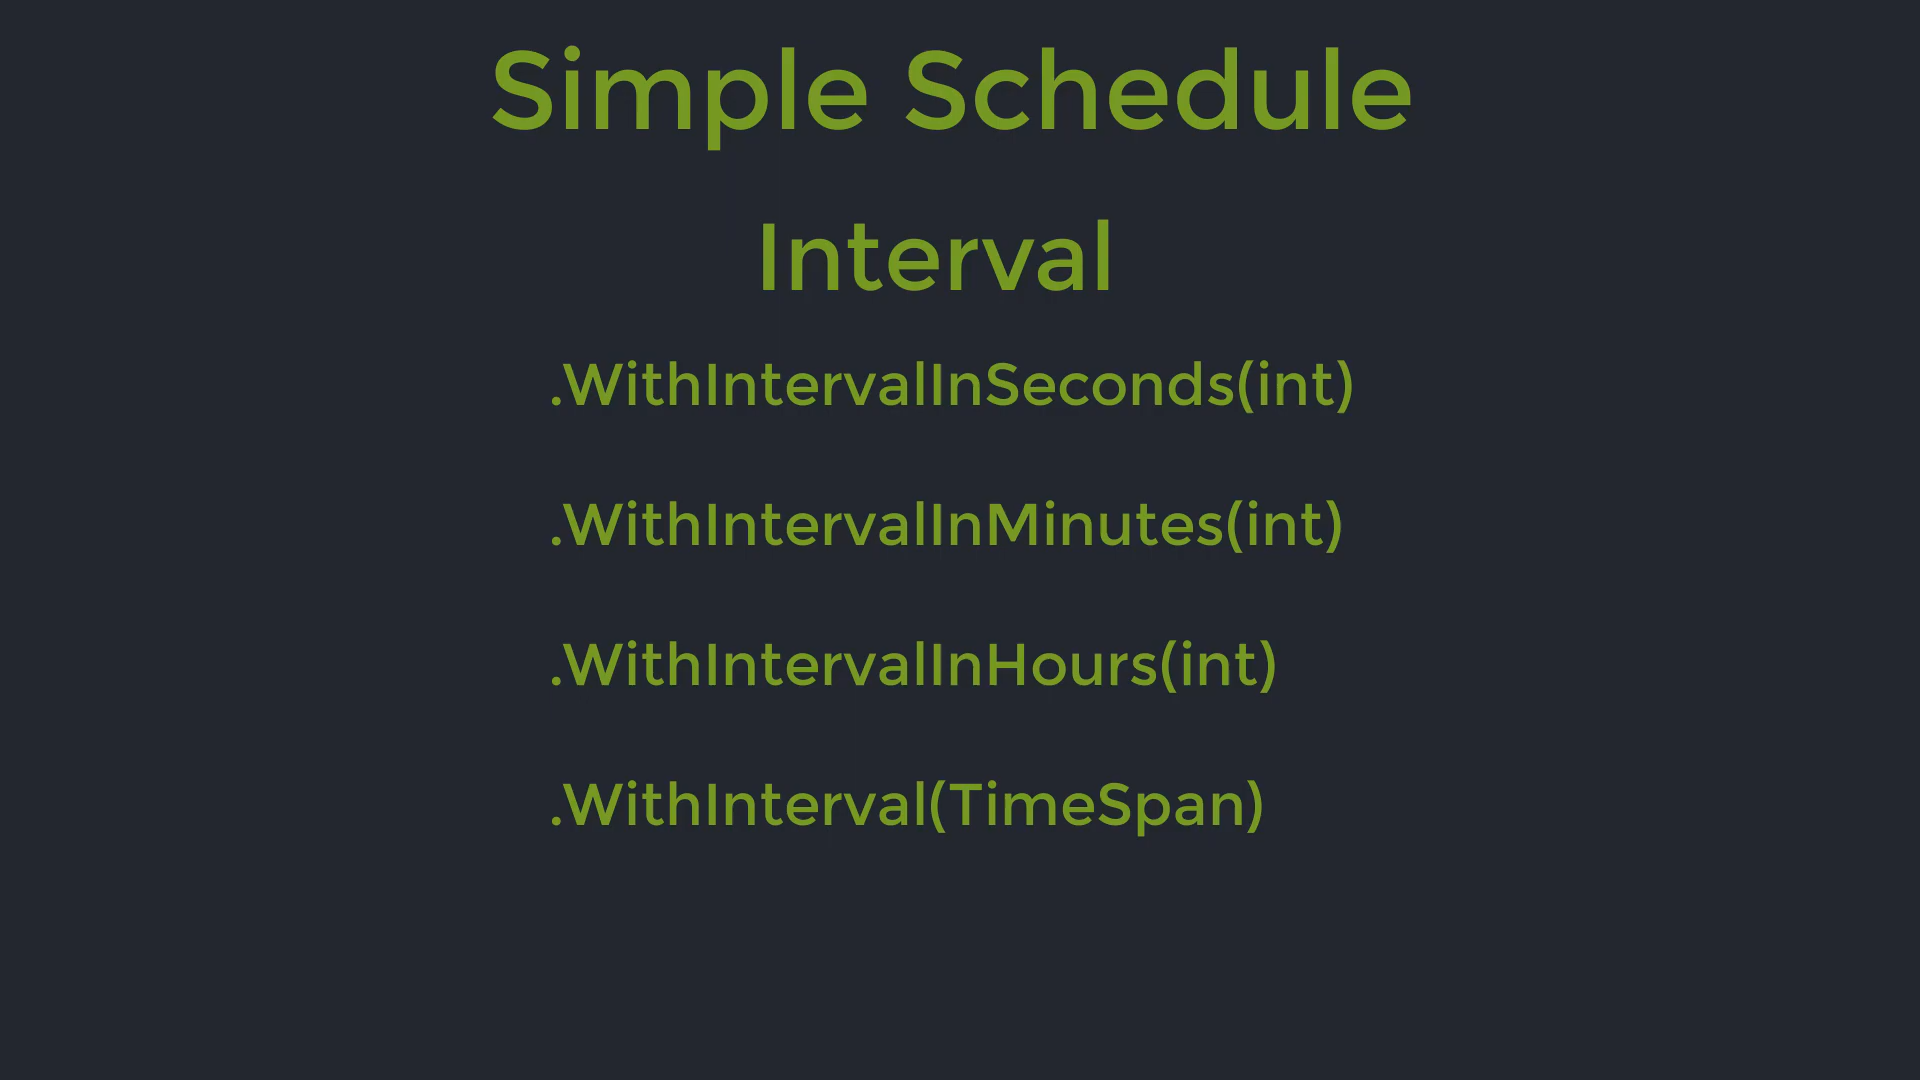 Simple Schedule
Interval
.WithIntervalInSeconds(int)
.WithIntervalInMinutes(int)
.WithIntervalInHours(int)
.WithInterval(TimeSpan)